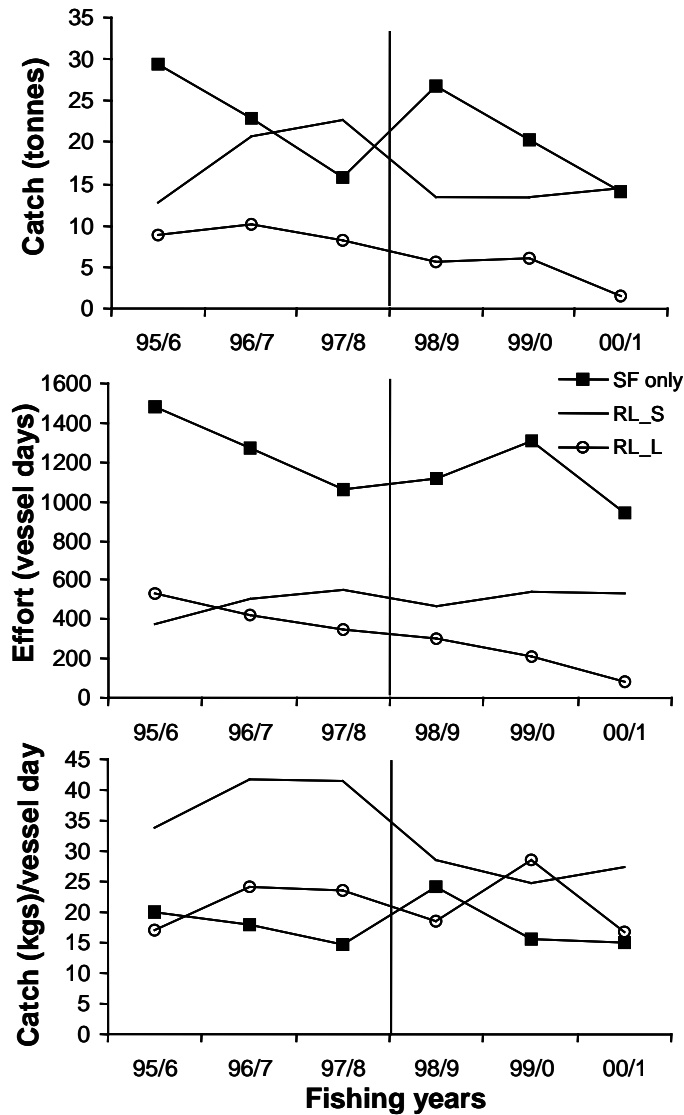 Catch (tonnes)
35
30
25
20
15
10
5
0
95/6 96/7 97/8 98/9 99/0 00/1
Effort (vessel days)
1600
1400
1200
1000
800
600
400
200
0
SF only
RL_S
RL_L
95/6 96/7 97/8 98/9 99/0 00/1
Catch (kgs)/vessel day
45
40
35
30
25
20
15
10
5
0
95/6 96/7 97/8 98/9 99/0 00/1
Fishing years